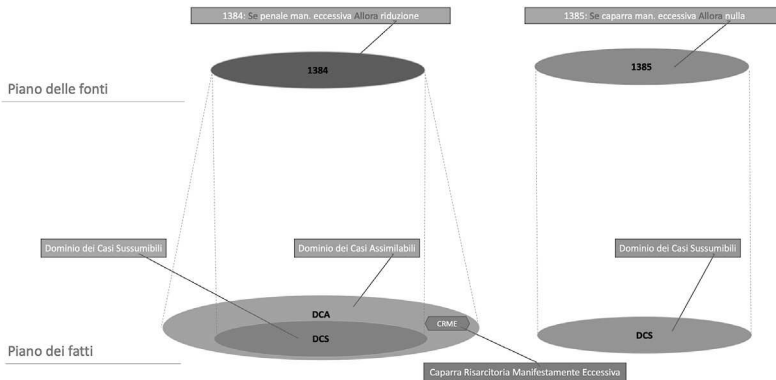 1384: Se penale man. eccessiva Allora riduzione
1385: Se caparra man. eccessiva Allora nulla
1384
1385
Piano delle fonti
Dominio dei Casi Sussumibili
Dominio dei Casi Assimilabili
Dominio dei Casi Sussumibili
DCA
CRME
DCS
DCS
Piano dei fatti
Caparra Risarcitoria Manifestamente Eccessiva